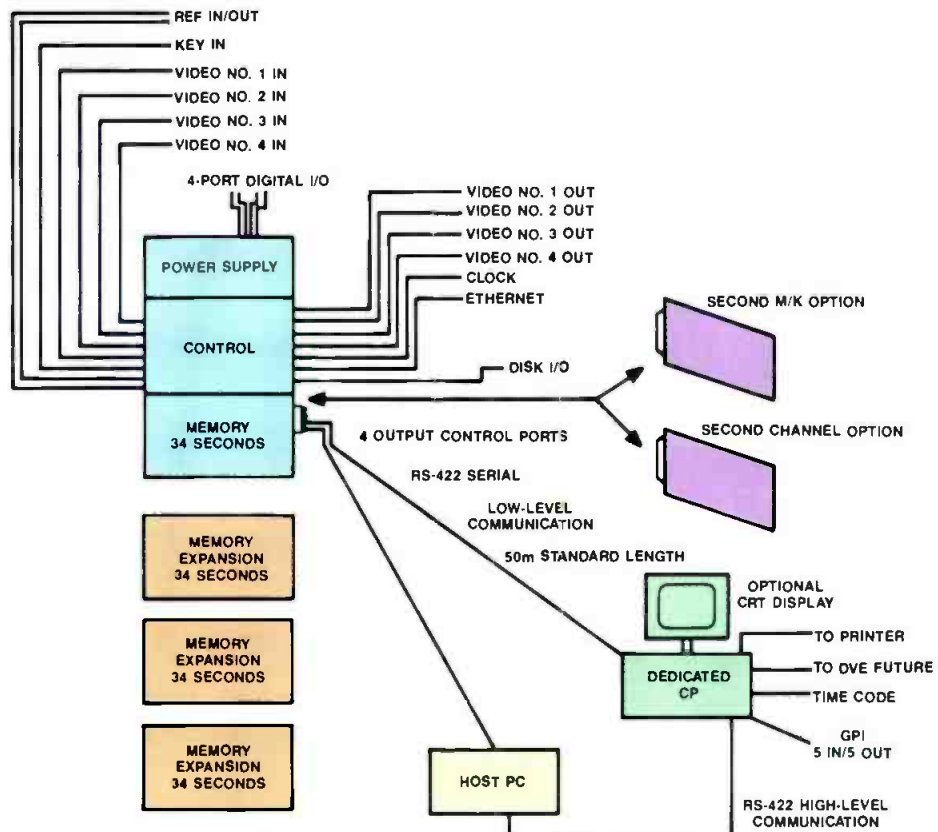 REF IN/OUT
KEY IN
VIDEO NO. 1 IN
VIDEO NO. 2 IN
VIDEO NO. 3 IN
VIDEO NO. 4 IN
4-PORT DIGITAL I/O
VIDEO NO. 1 OUT
VIDEO NO. 2 OUT
VIDEO NO. 3 OUT
VIDEO NO. 4 OUT
CLOCK
ETHERNET
POWER SUPPLY
CONTROL
DISK I/O
SECOND M/K OPTION
MEMORY
34 SECONDS
4 OUTPUT CONTROL PORTS
SECOND CHANNEL OPTION
RS-422 SERIAL
LOW-LEVEL
COMMUNICATION
50m STANDARD LENGTH
MEMORY
EXPANSION
34 SECONDS
MEMORY
EXPANSION
34 SECONDS
MEMORY
EXPANSION
34 SECONDS
OPTIONAL
CRT DISPLAY
DEDICATED
CP
TO PRINTER
TO DVE FUTURE
TIME CODE
GPI
5 IN/5 OUT
HOST PC
RS-422 HIGH-LEVEL
COMMUNICATION